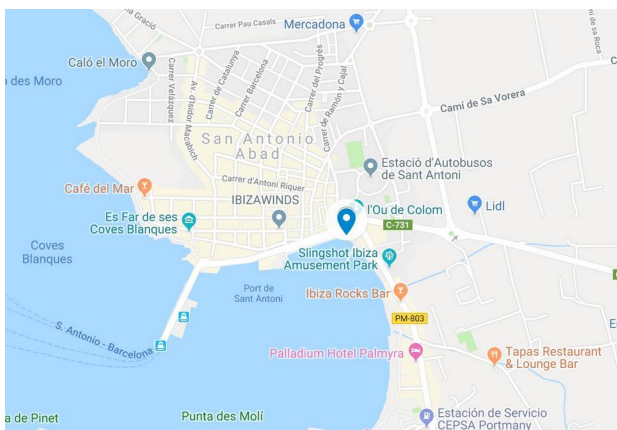 Carrer Pau Casals
Mercadona
Caló el Moro
o des Moro
Carrer Velázquez
Av. d'Isidor Macabich
Carrer de Catalunya
Carrer Barcelona
Carrer del Progrés
Carrer de Ramón y Cajal
de sa Roca
Camí de Sa Vorera
San Antonio
Abad
Estació d'Autobusos
de Sant Antoni
Carrer d'Antoni Riquer
Café del Mar
IBIZAWINDS
l'Ou de Colom
Lidl
Es Far de ses
Coves Blanques
C-731
Coves
Blanques
Slingshot Ibiza
Amusement Park
Port de
Sant Antoni
Ibiza Rocks Bar
PM-803
S. Antonio - Barcelona
Palladium Hotel Palmyra
Tapas Restaurant
& Lounge Bar
a de Pinet
Punta des Molí
Estación de Servicio
CEPSA Portmany